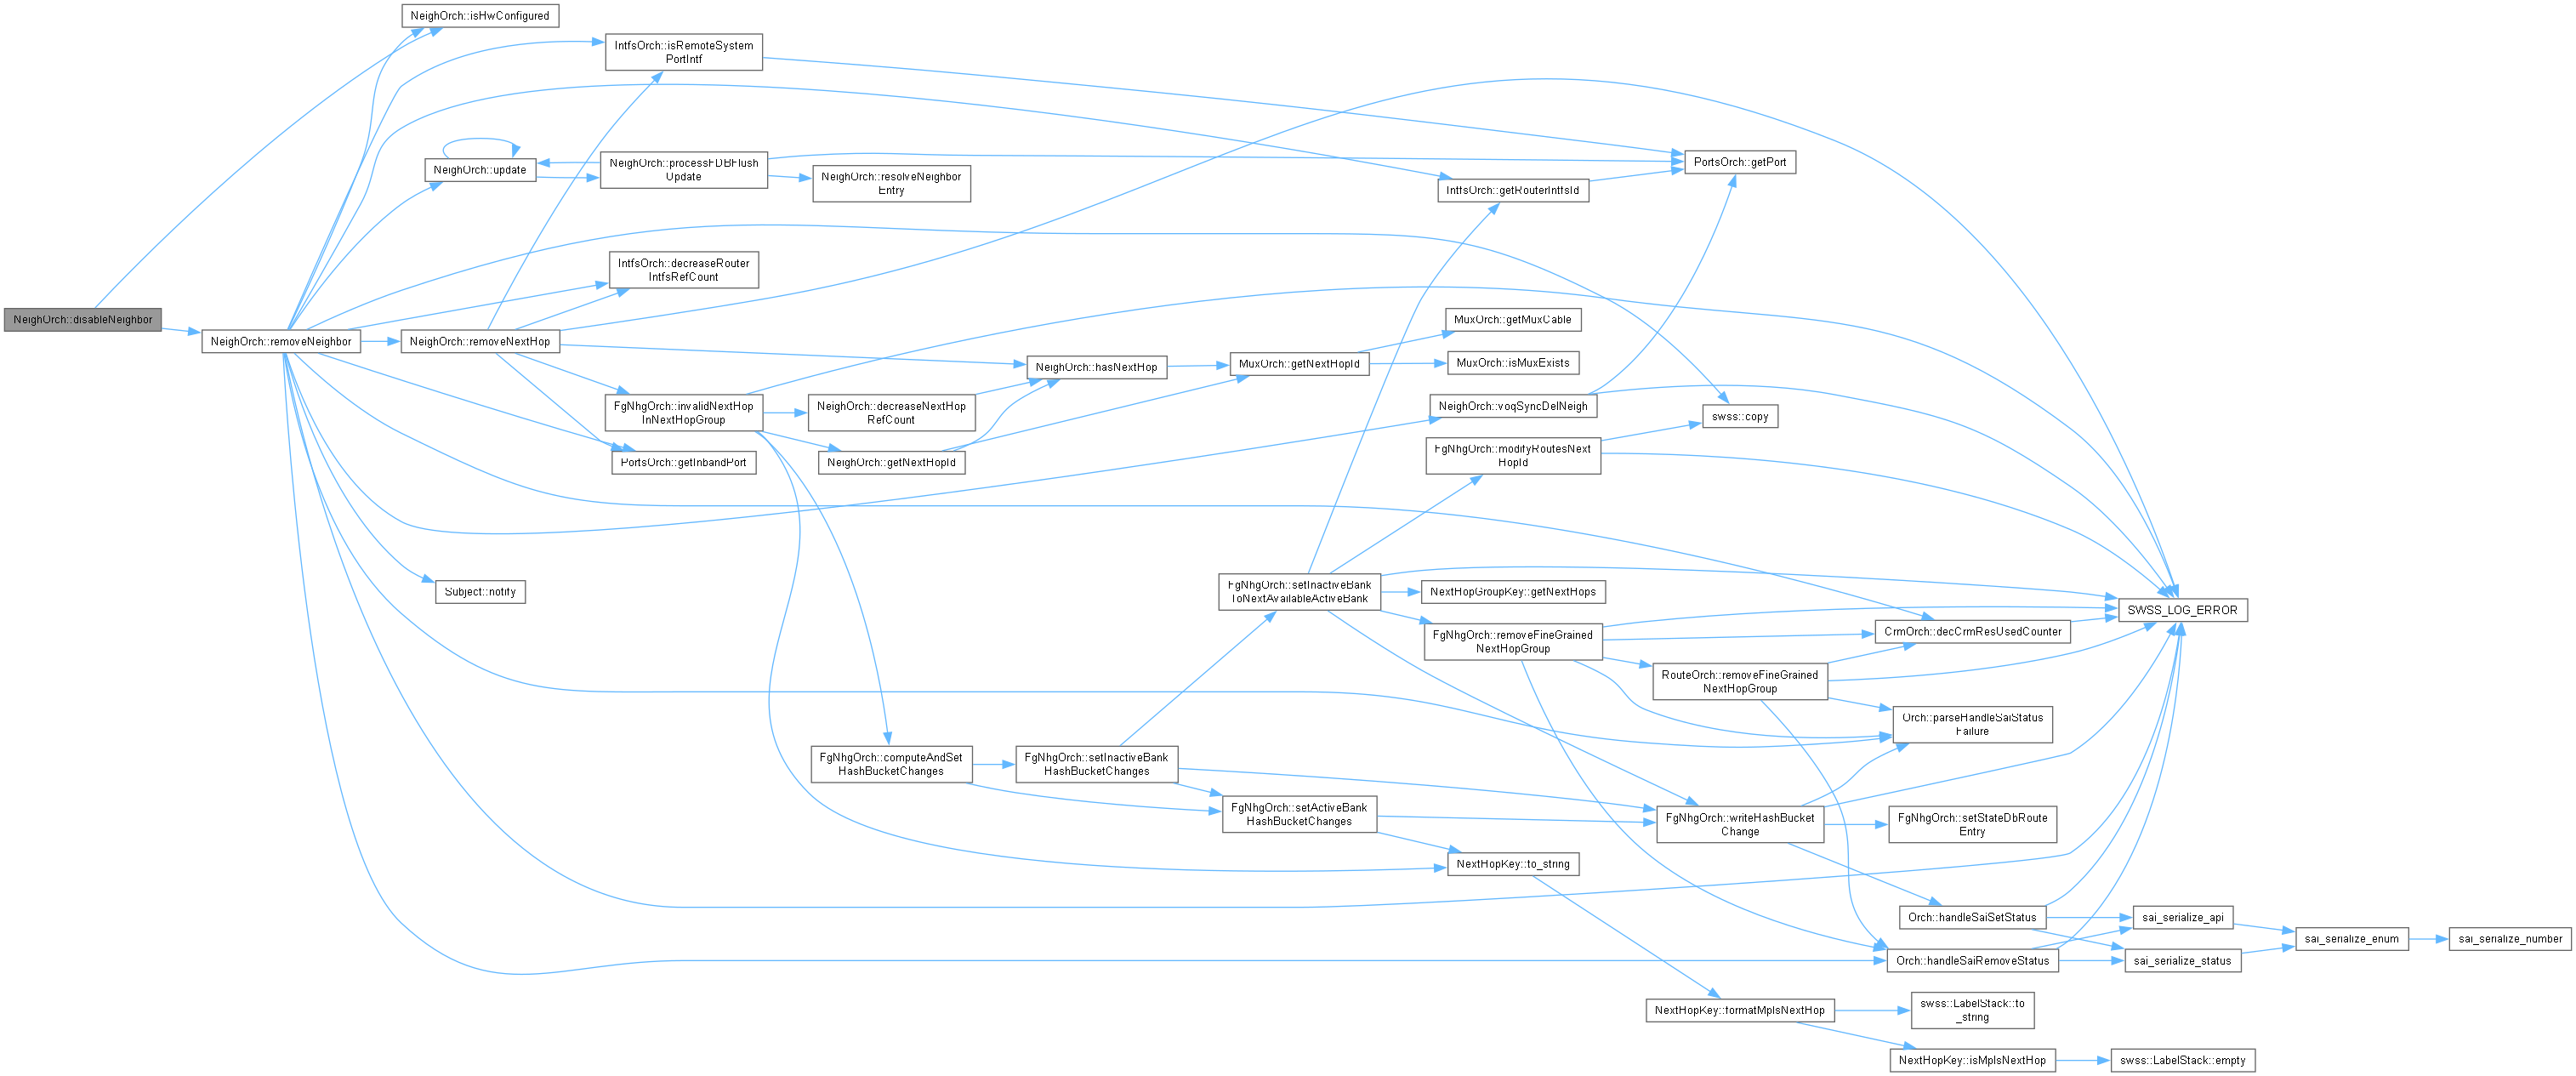 NeighOrch::isHwConfigured
IntfsOrch::isRemoteSystem
PortIntf
NeighOrch::update
NeighOrch::processFDBFlush
Update
NeighOrch::resolveNeighbor
Entry
PortsOrch::getPort
IntfsOrch::getRouterIntfsId
IntfsOrch::decreaseRouter
IntfsRefCount
NeighOrch::disableNeighbor
NeighOrch::removeNeighbor
NeighOrch::removeNextHop
MuxOrch::getMuxCable
NeighOrch::hasNextHop
MuxOrch::getNextHopId
MuxOrch::isMuxExists
FgNhgOrch::invalidNextHop
InNextHopGroup
NeighOrch::decreaseNextHop
RefCount
NeighOrch::voqSyncDelNeigh
swss::copy
PortsOrch::getInbandPort
NeighOrch::getNextHopId
FgNhgOrch::modifyRoutesNext
HopId
Subject::notify
FgNhgOrch::setInactiveBank
ToNextAvailableActiveBank
NextHopGroupKey::getNextHops
SWSS_LOG_ERROR
FgNhgOrch::removeFineGrained
NextHopGroup
CrmOrch::decCrmResUsedCounter
RouteOrch::removeFineGrained
NextHopGroup
Orch::parseHandleSaiStatus
Failure
FgNhgOrch::computeAndSet
HashBucketChanges
FgNhgOrch::setInactiveBank
HashBucketChanges
FgNhgOrch::setActiveBank
HashBucketChanges
FgNhgOrch::writeHashBucket
Change
FgNhgOrch::setStateDbRoute
Entry
NextHopKey::to_string
Orch::handleSaiSetStatus
sai_serialize_api
sai_serialize_enum
sai_serialize_number
Orch::handleSaiRemoveStatus
sai_serialize_status
NextHopKey::formatMplsNextHop
swss::LabelStack::to
_string
NextHopKey::isMplsNextHop
swss::LabelStack::empty